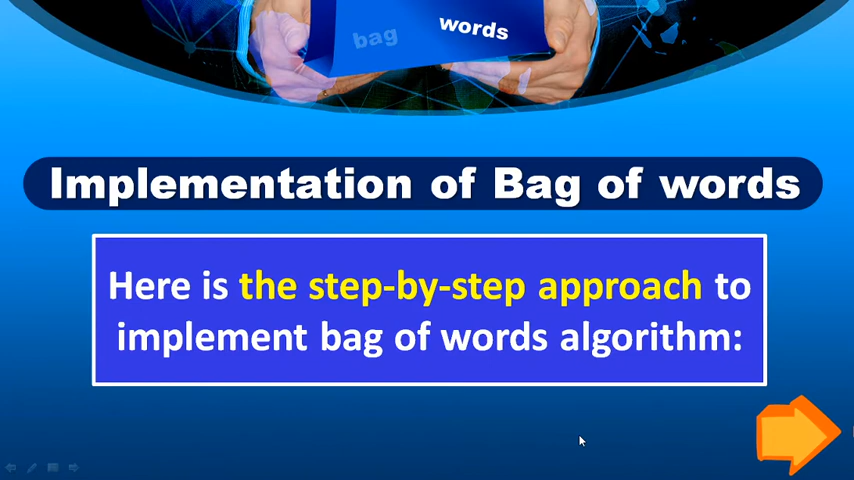 bag words
Implementation of Bag of words
Here is the step-by-step approach to
implement bag of words algorithm: